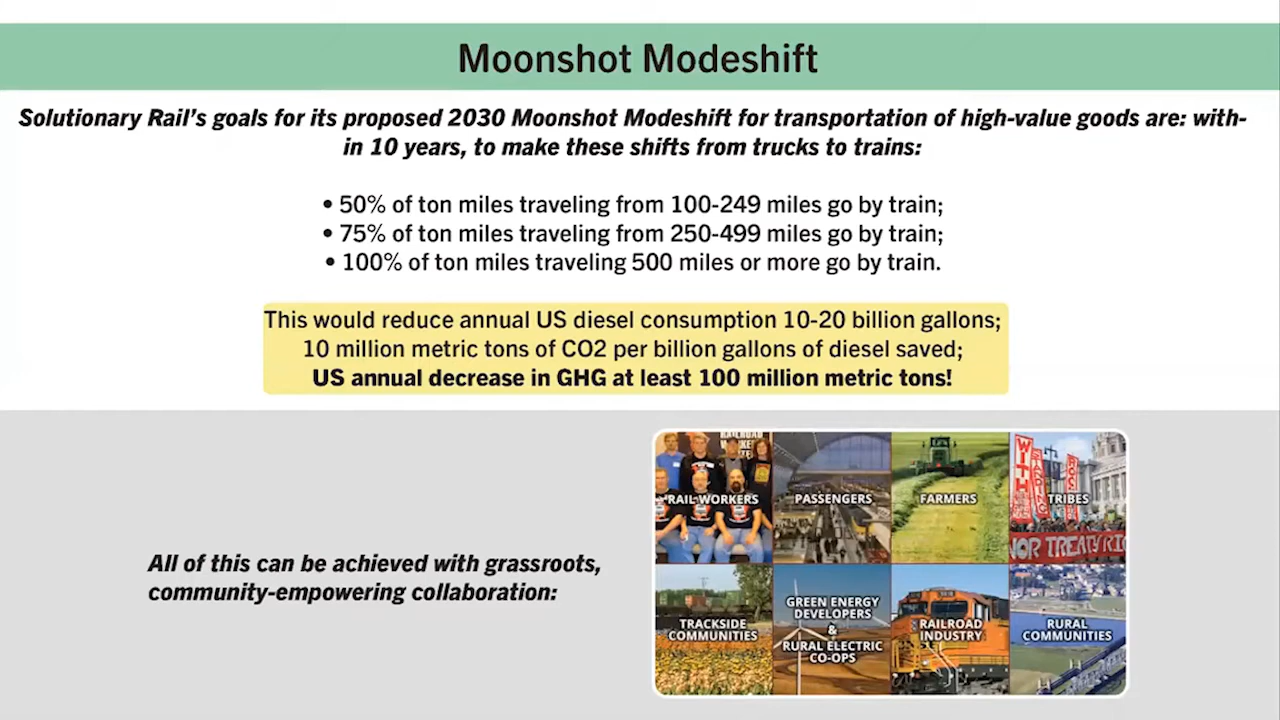 Moonshot Modeshift
Solutionary Rail's goals for its proposed 2030 Moonshot Modeshift for transportation of high-value goods are: with-
in 10 years, to make these shifts from trucks to trains:
• 50% of ton miles traveling from 100-249 miles go by train;
• 75% of ton miles traveling from 250-499 miles go by train;
• 100% of ton miles traveling 500 miles or more go by train.
This would reduce annual US diesel consumption 10-20 billion gallons;
10 million metric tons of CO2 per billion gallons of diesel saved;
US annual decrease in GHG at least 100 million metric tons!
All of this can be achieved with grassroots,
community-empowering collaboration:
RAILROAD
RAIL WORKERS
PASSENGERS
FARMERS
WITH
TRIBES
NOR TREATY RI
TRACKSIDE
COMMUNITIES
GREEN ENERGY
DEVELOPERS
&
RURAL ELECTRIC
CO-OPS
RAILROAD
INDUSTRY
RURAL
COMMUNITIES